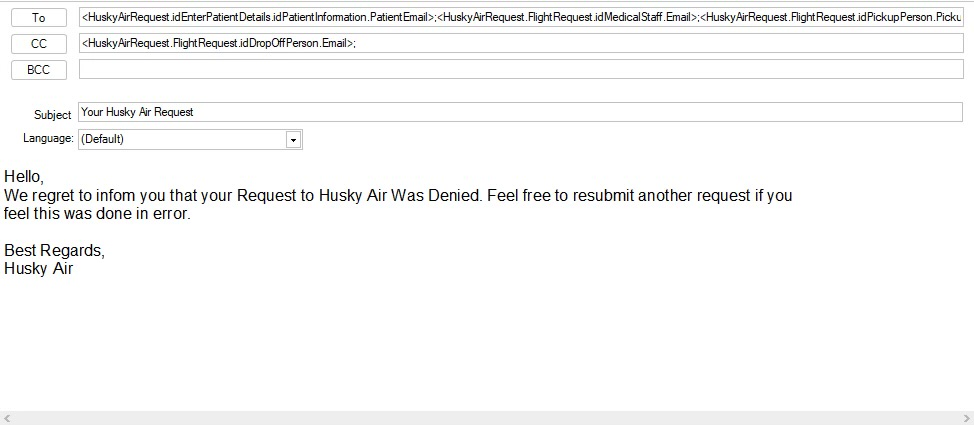 To <HuskyAirRequest.idEnterPatientDetails.idPatientInformation.PatientEmail>;<HuskyAirRequest.FlightRequest.idMedicalStaff.Email>;<HuskyAirRequest.FlightRequest.idPickupPerson.Picku
CC <HuskyAirRequest.FlightRequest.idDropOffPerson.Email>;
BCC
Subject Your Husky Air Request
Language: (Default)
Hello,
We regret to infom you that your Request to Husky Air Was Denied. Feel free to resubmit another request if you
feel this was done in error.
Best Regards,
Husky Air